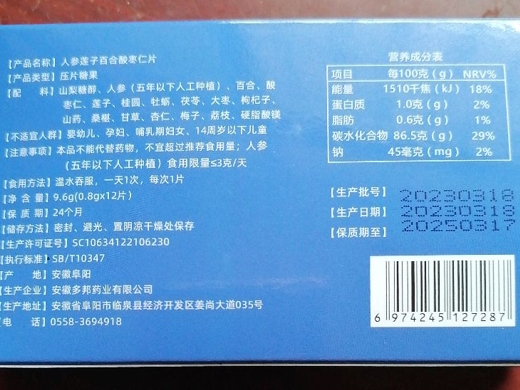 【产品名称】人参莲子百合酸枣仁片
【产品类型】压片糖果
【配 料】山梨糖醇、人参（五年以下人工种植）、百合、酸
枣仁、莲子、桂圆、牡蛎、茯苓、大枣、枸杞子、
山药、桑椹、甘草、杏仁、梅子、荔枝、硬脂酸镁
【不适宜人群】婴幼儿、孕妇、哺乳期妇女、14周岁以下儿童
【注意事项】本品不能代替药物，不宜超过推荐食用量；人参
（五年以下人工种植）食用限量≤3克/天
【食用方法】温水吞服，一天1次，每次1片
【净 含 量】9.6g(0.8gx12片)
【保 质 期】24个月
【储存方法】密封、避光、置阴凉干燥处保存
【生产许可证号】SC10634122106230
【执行标准】SB/T10347
【产 地】安徽阜阳
【生产企业】安徽多邦药业有限公司
【生产地址】安徽省阜阳市临泉县经济开发区姜尚大道035号
【电 话】0558-3694918
营养成分表
项目 每100克(g) NRV%
能量 1510千焦(kJ) 18%
蛋白质 1.0克(g) 2%
脂肪 0.6克(g) 1%
碳水化合物 86.5克(g) 29%
钠 45毫克(mg) 2%
【生产批号】20230318
【生产日期】20230318
【保质期至】20250317
6 974245 127287